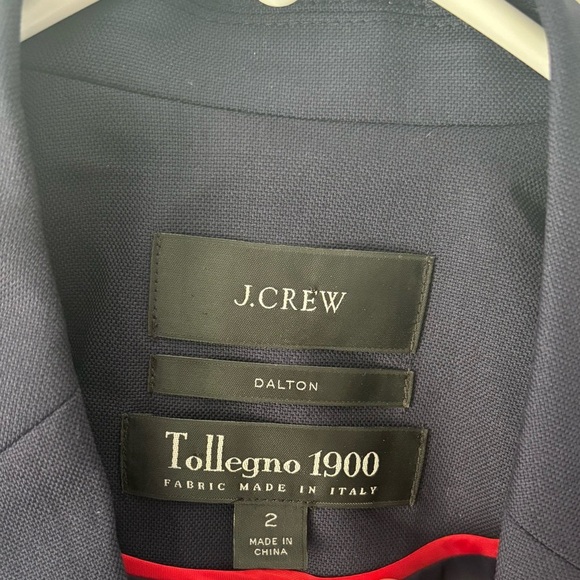 J.CREW
DALTON
Tollegno 1900
FABRIC MADE IN ITALY
2
MADE IN
CHINA